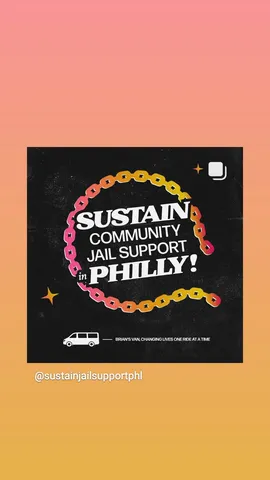 SUSTAIN
COMMUNITY
JAIL SUPPORT
in PHILLY!
BRIAN'S VAN, CHANGING LIVES ONE RIDE AT A TIME
@sustainjailsupportphl